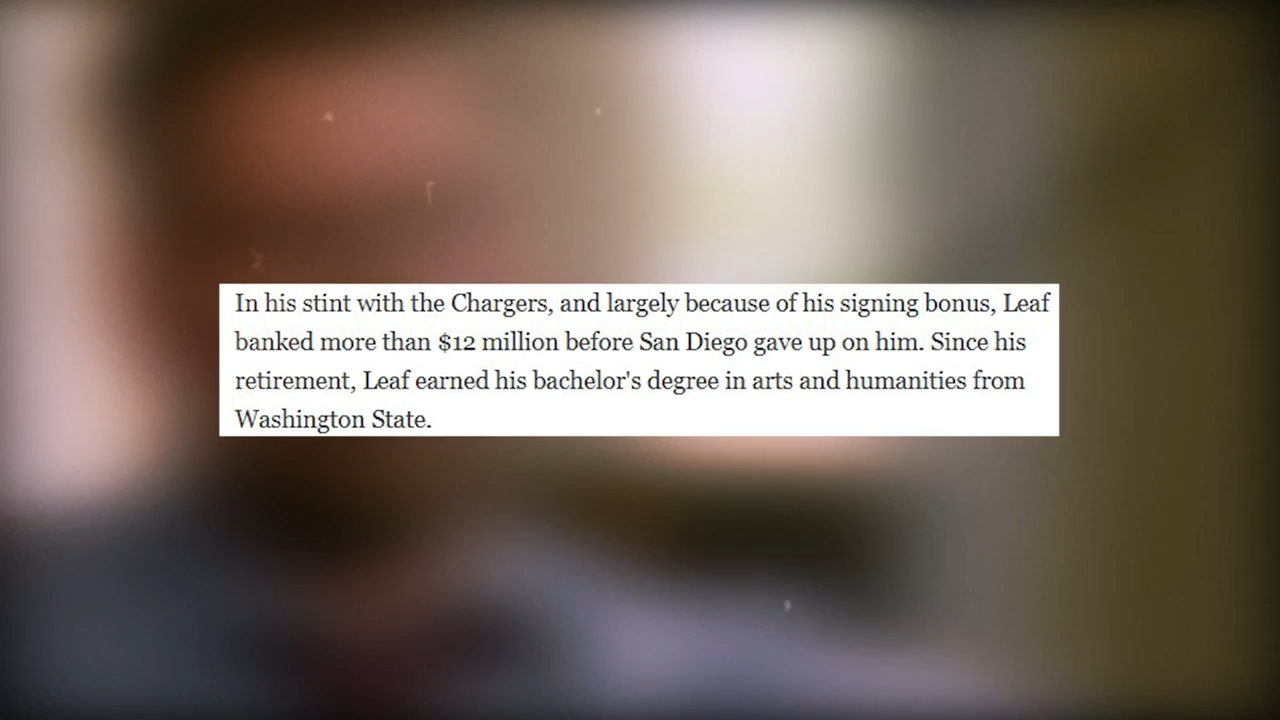 In his stint with the Chargers, and largely because of his signing bonus, Leaf
banked more than $12 million before San Diego gave up on him. Since his
retirement, Leaf earned his bachelor's degree in arts and humanities from
Washington State.